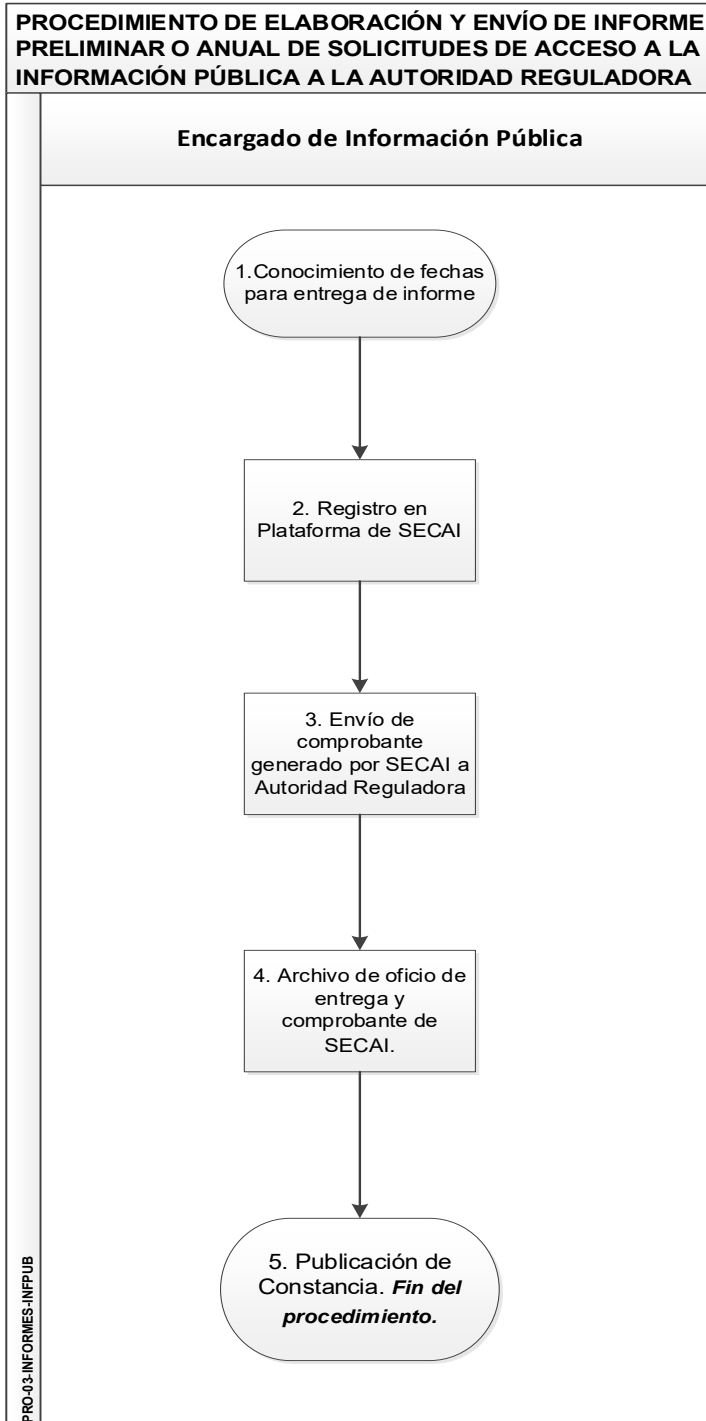 PROCEDIMIENTO DE ELABORACIÓN Y ENVÍO DE INFORME
PRELIMINAR O ANUAL DE SOLICITUDES DE ACCESO A LA
INFORMACIÓN PÚBLICA A LA AUTORIDAD REGULADORA
Encargado de Información Pública
1.Conocimiento de fechas
para entrega de informe
2. Registro en
Plataforma de SECAI
3. Envío de
comprobante
generado por SECAI a
Autoridad Reguladora
4. Archivo de oficio de
entrega y
comprobante de
SECAI.
5. Publicación de
Constancia. Fin del
procedimiento.
PRO-03-INFORMES-INFPUB